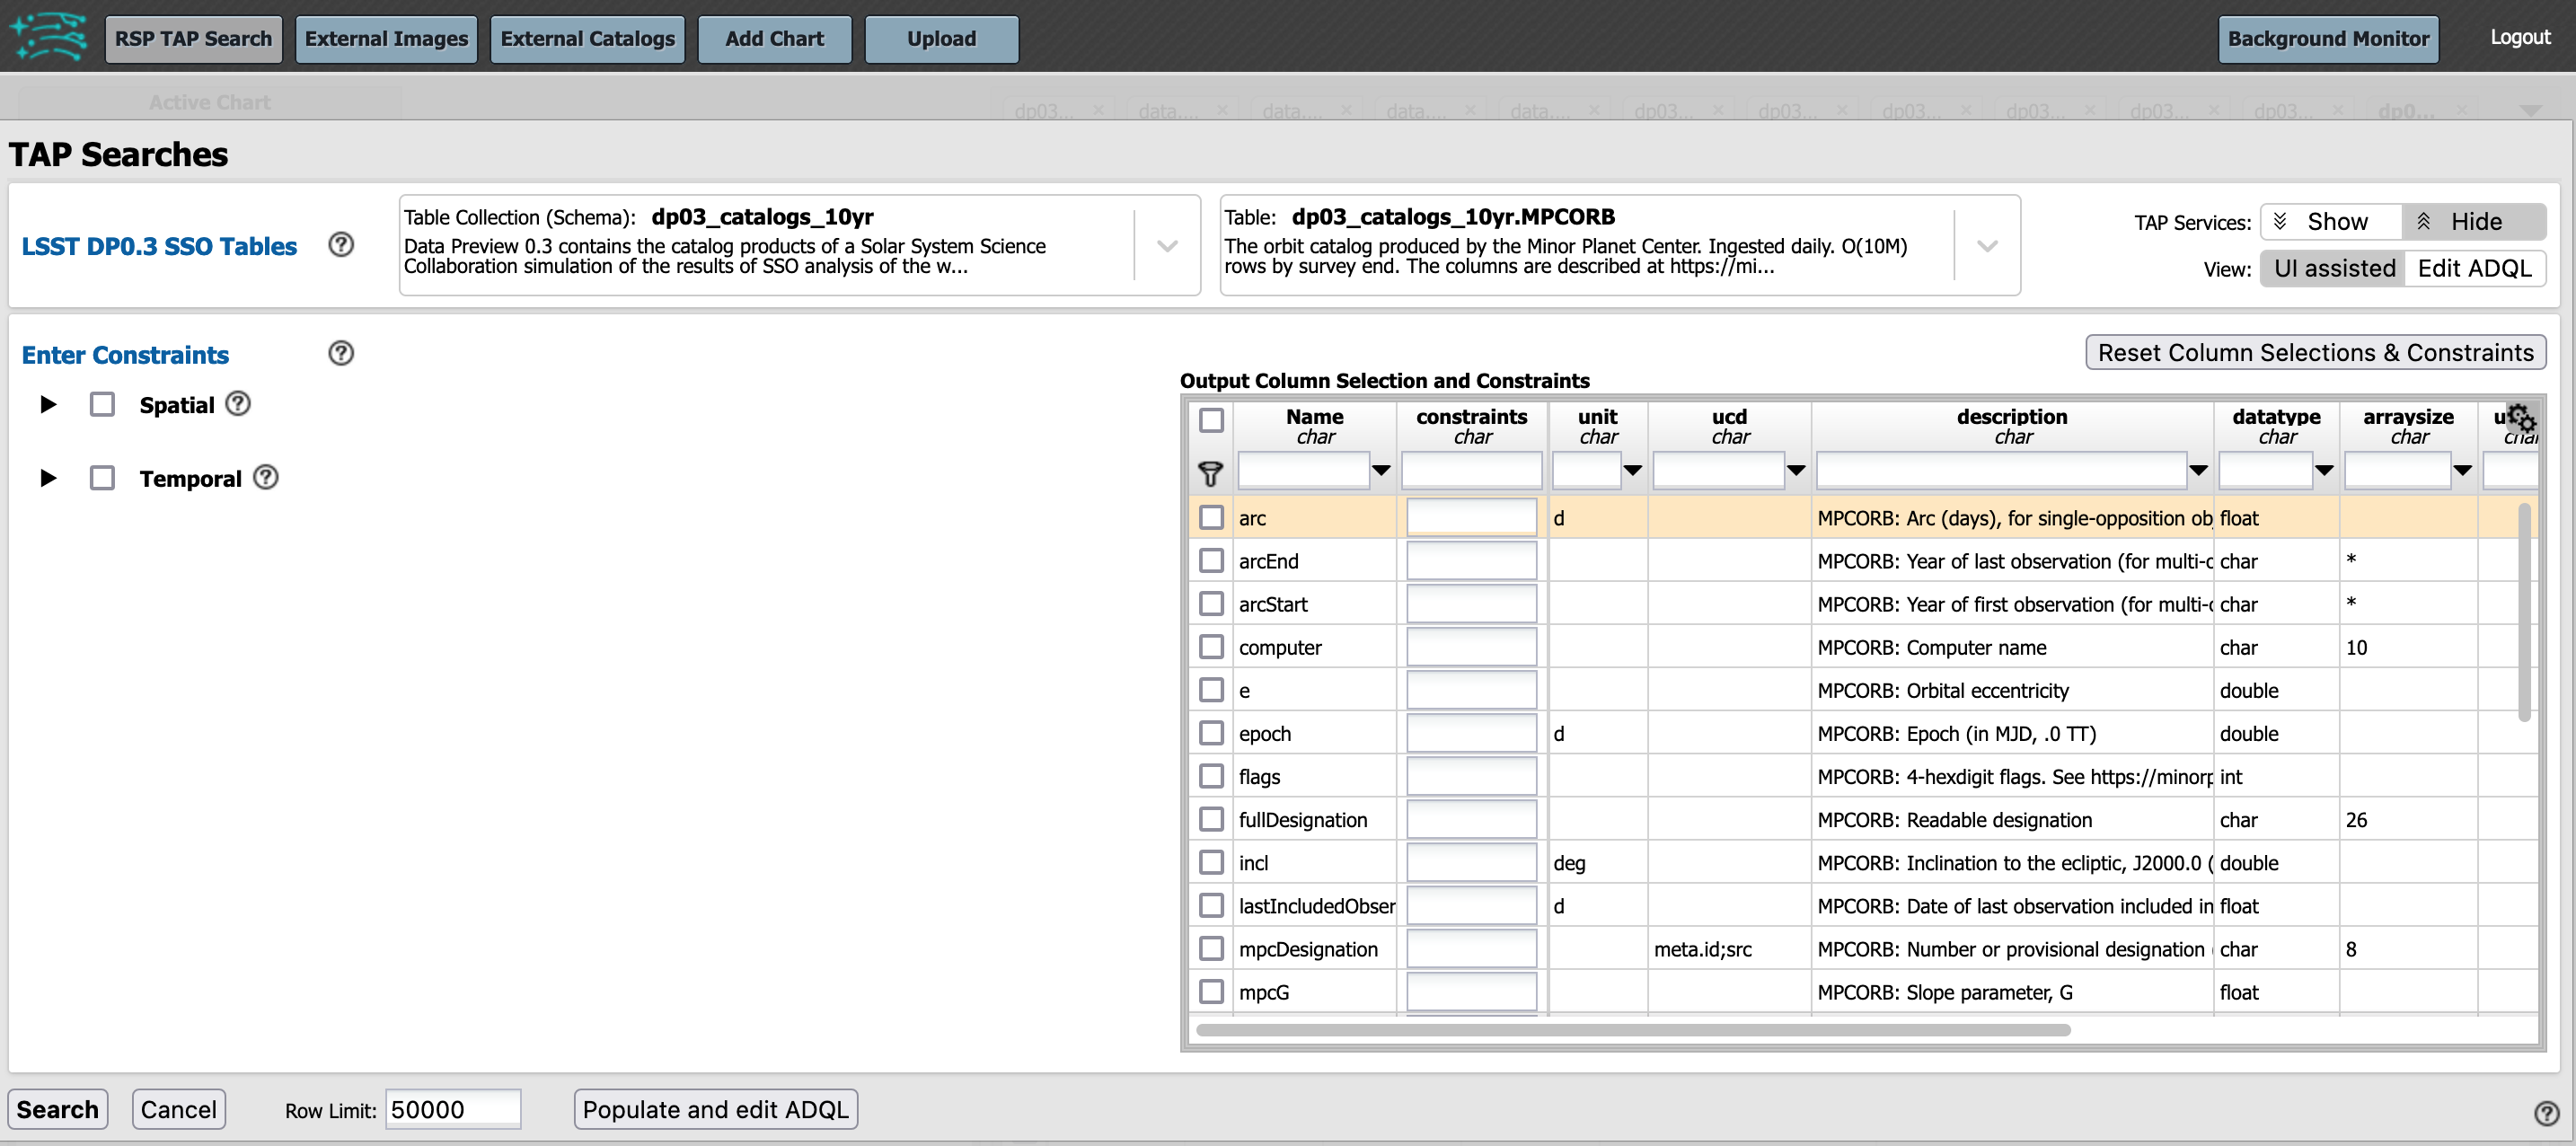 RSP TAP Search External Images External Catalogs Add Chart Upload Background Monitor Logout
Active Chart dp03... data.... data.... data.... data.... dp03... dp03... dp03... dp03... dp03... dp03... dp0...
TAP Searches
LSST DP0.3 SSO Tables
Table Collection (Schema): dp03_catalogs_10yr
Data Preview 0.3 contains the catalog products of a Solar System Science
Collaboration simulation of the results of SSO analysis of the w...
Table: dp03_catalogs_10yr.MPCORB
The orbit catalog produced by the Minor Planet Center. Ingested daily. O(10M)
rows by survey end. The columns are described at https://mi...
TAP Services: Show Hide
View: UI assisted Edit ADQL
Enter Constraints
Reset Column Selections & Constraints
Spatial
Temporal
Output Column Selection and Constraints
Name constraints unit ucd description datatype arraysize u
char char char char char char char char
arc d MPCORB: Arc (days), for single-opposition obj float
arcEnd MPCORB: Year of last observation (for multi-o char *
arcStart MPCORB: Year of first observation (for multi-o char *
computer MPCORB: Computer name char 10
e MPCORB: Orbital eccentricity double
epoch d MPCORB: Epoch (in MJD, .0 TT) double
flags MPCORB: 4-hexdigit flags. See https://minorp int
fullDesignation MPCORB: Readable designation char 26
incl deg MPCORB: Inclination to the ecliptic, J2000.0 ( double
lastIncludedObser d MPCORB: Date of last observation included in float
mpcDesignation meta.id;src MPCORB: Number or provisional designation char 8
mpcG MPCORB: Slope parameter, G float
Search Cancel Row Limit: 50000 Populate and edit ADQL